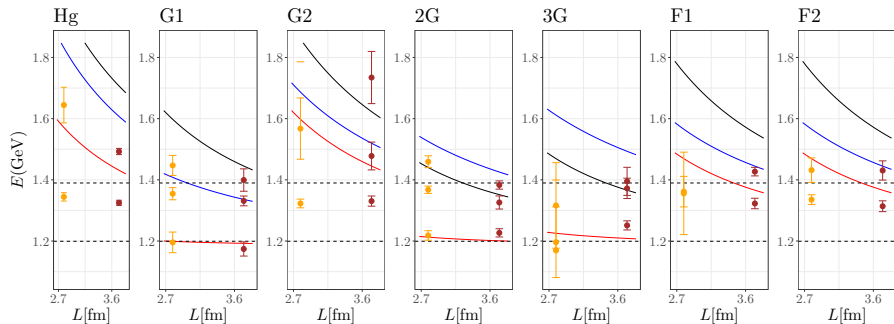 Hg G1 G2 2G 3G F1 F2
E(GeV)
1.8 1.8 1.8 1.8 1.8 1.8 1.8
1.6 1.6 1.6 1.6 1.6 1.6 1.6
1.4 1.4 1.4 1.4 1.4 1.4 1.4
1.2 1.2 1.2 1.2 1.2 1.2 1.2
2.7 3.6 2.7 3.6 2.7 3.6 2.7 3.6 2.7 3.6 2.7 3.6 2.7 3.6
L[fm] L[fm] L[fm] L[fm] L[fm] L[fm] L[fm]